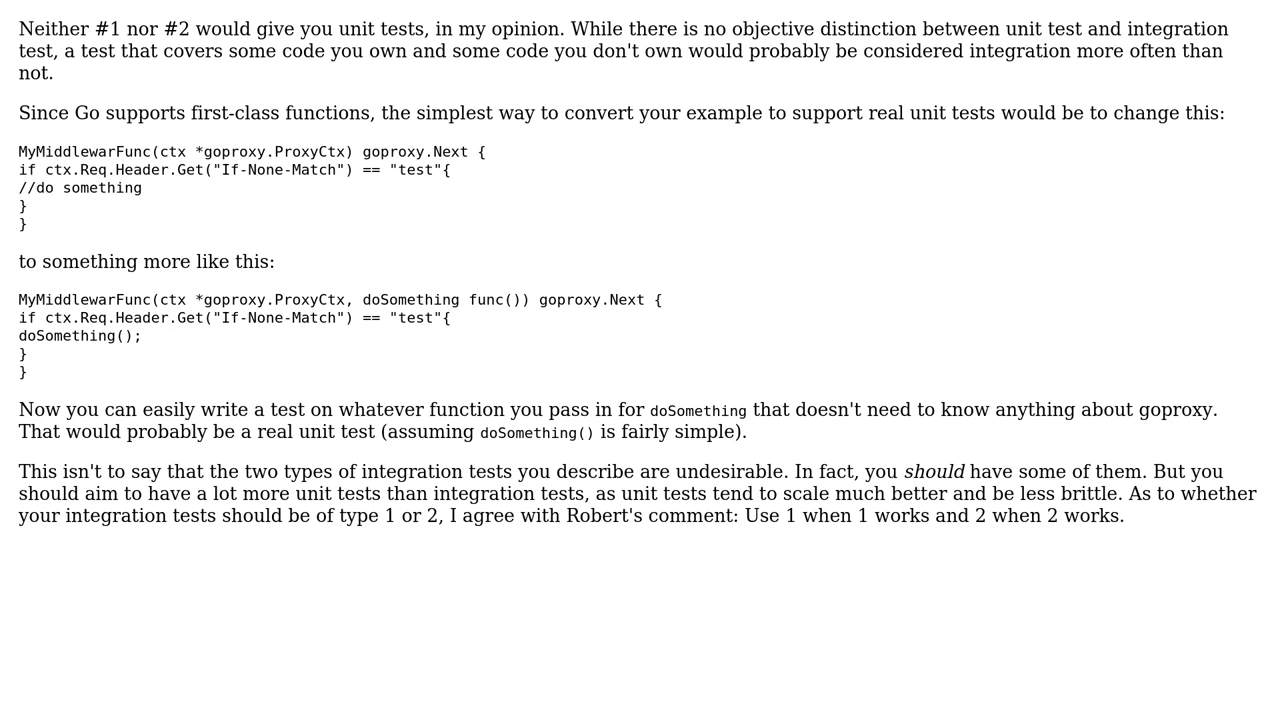 Neither #1 nor #2 would give you unit tests, in my opinion. While there is no objective distinction between unit test and integration
test, a test that covers some code you own and some code you don't own would probably be considered integration more often than
not.
Since Go supports first-class functions, the simplest way to convert your example to support real unit tests would be to change this:
MyMiddlewarFunc(ctx *goproxy.ProxyCtx) goproxy.Next {
if ctx.Req.Header.Get("If-None-Match") == "test"{
//do something
}
}
to something more like this:
MyMiddlewarFunc(ctx *goproxy.ProxyCtx, doSomething func()) goproxy.Next {
if ctx.Req.Header.Get("If-None-Match") == "test"{
doSomething();
}
}
Now you can easily write a test on whatever function you pass in for doSomething that doesn't need to know anything about goproxy.
That would probably be a real unit test (assuming doSomething() is fairly simple).
This isn't to say that the two types of integration tests you describe are undesirable. In fact, you should have some of them. But you
should aim to have a lot more unit tests than integration tests, as unit tests tend to scale much better and be less brittle. As to whether
your integration tests should be of type 1 or 2, I agree with Robert's comment: Use 1 when 1 works and 2 when 2 works.